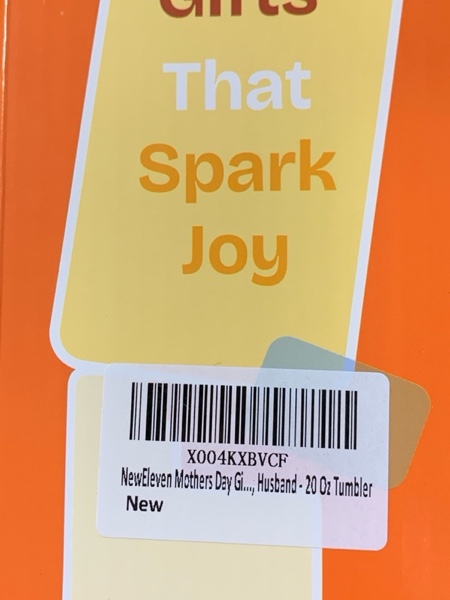 Gifts
That
Spark
Joy
X004KXBVCF
NewEleven Mothers Day Gi..., Husband - 20 Oz Tumbler
New